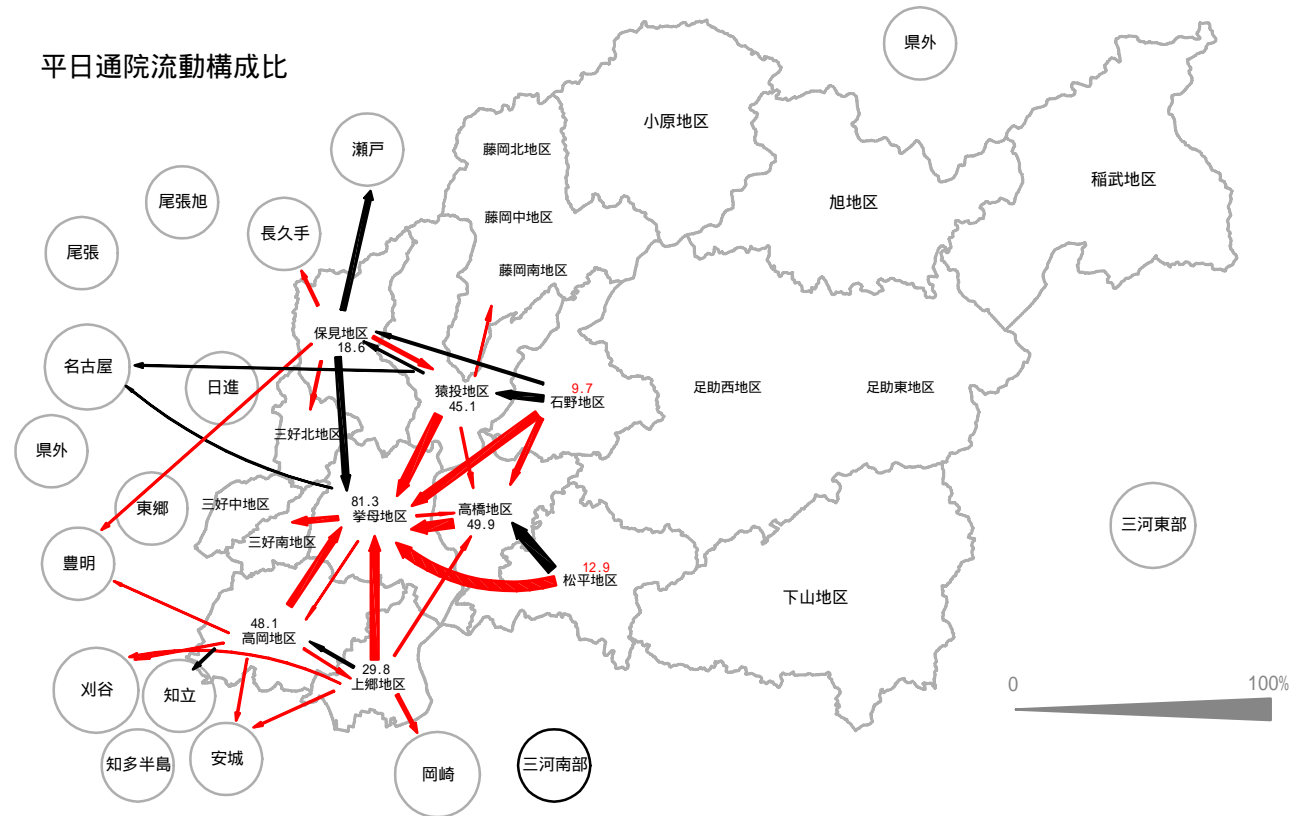 平日通院流動構成比
県外
小原地区
瀬戸
藤岡北地区
稲武地区
尾張旭
旭地区
藤岡中地区
長久手
尾張
藤岡南地区
保見地区
18.6
名古屋
日進
猿投地区
45.1
9.7
石野地区
足助西地区
足助東地区
三好北地区
県外
三好中地区
東郷
81.3
挙母地区
高橋地区
49.9
三河東部
三好南地区
豊明
12.9
松平地区
下山地区
48.1
高岡地区
29.8
上郷地区
刈谷
知立
0
100%
安城
知多半島
岡崎
三河南部